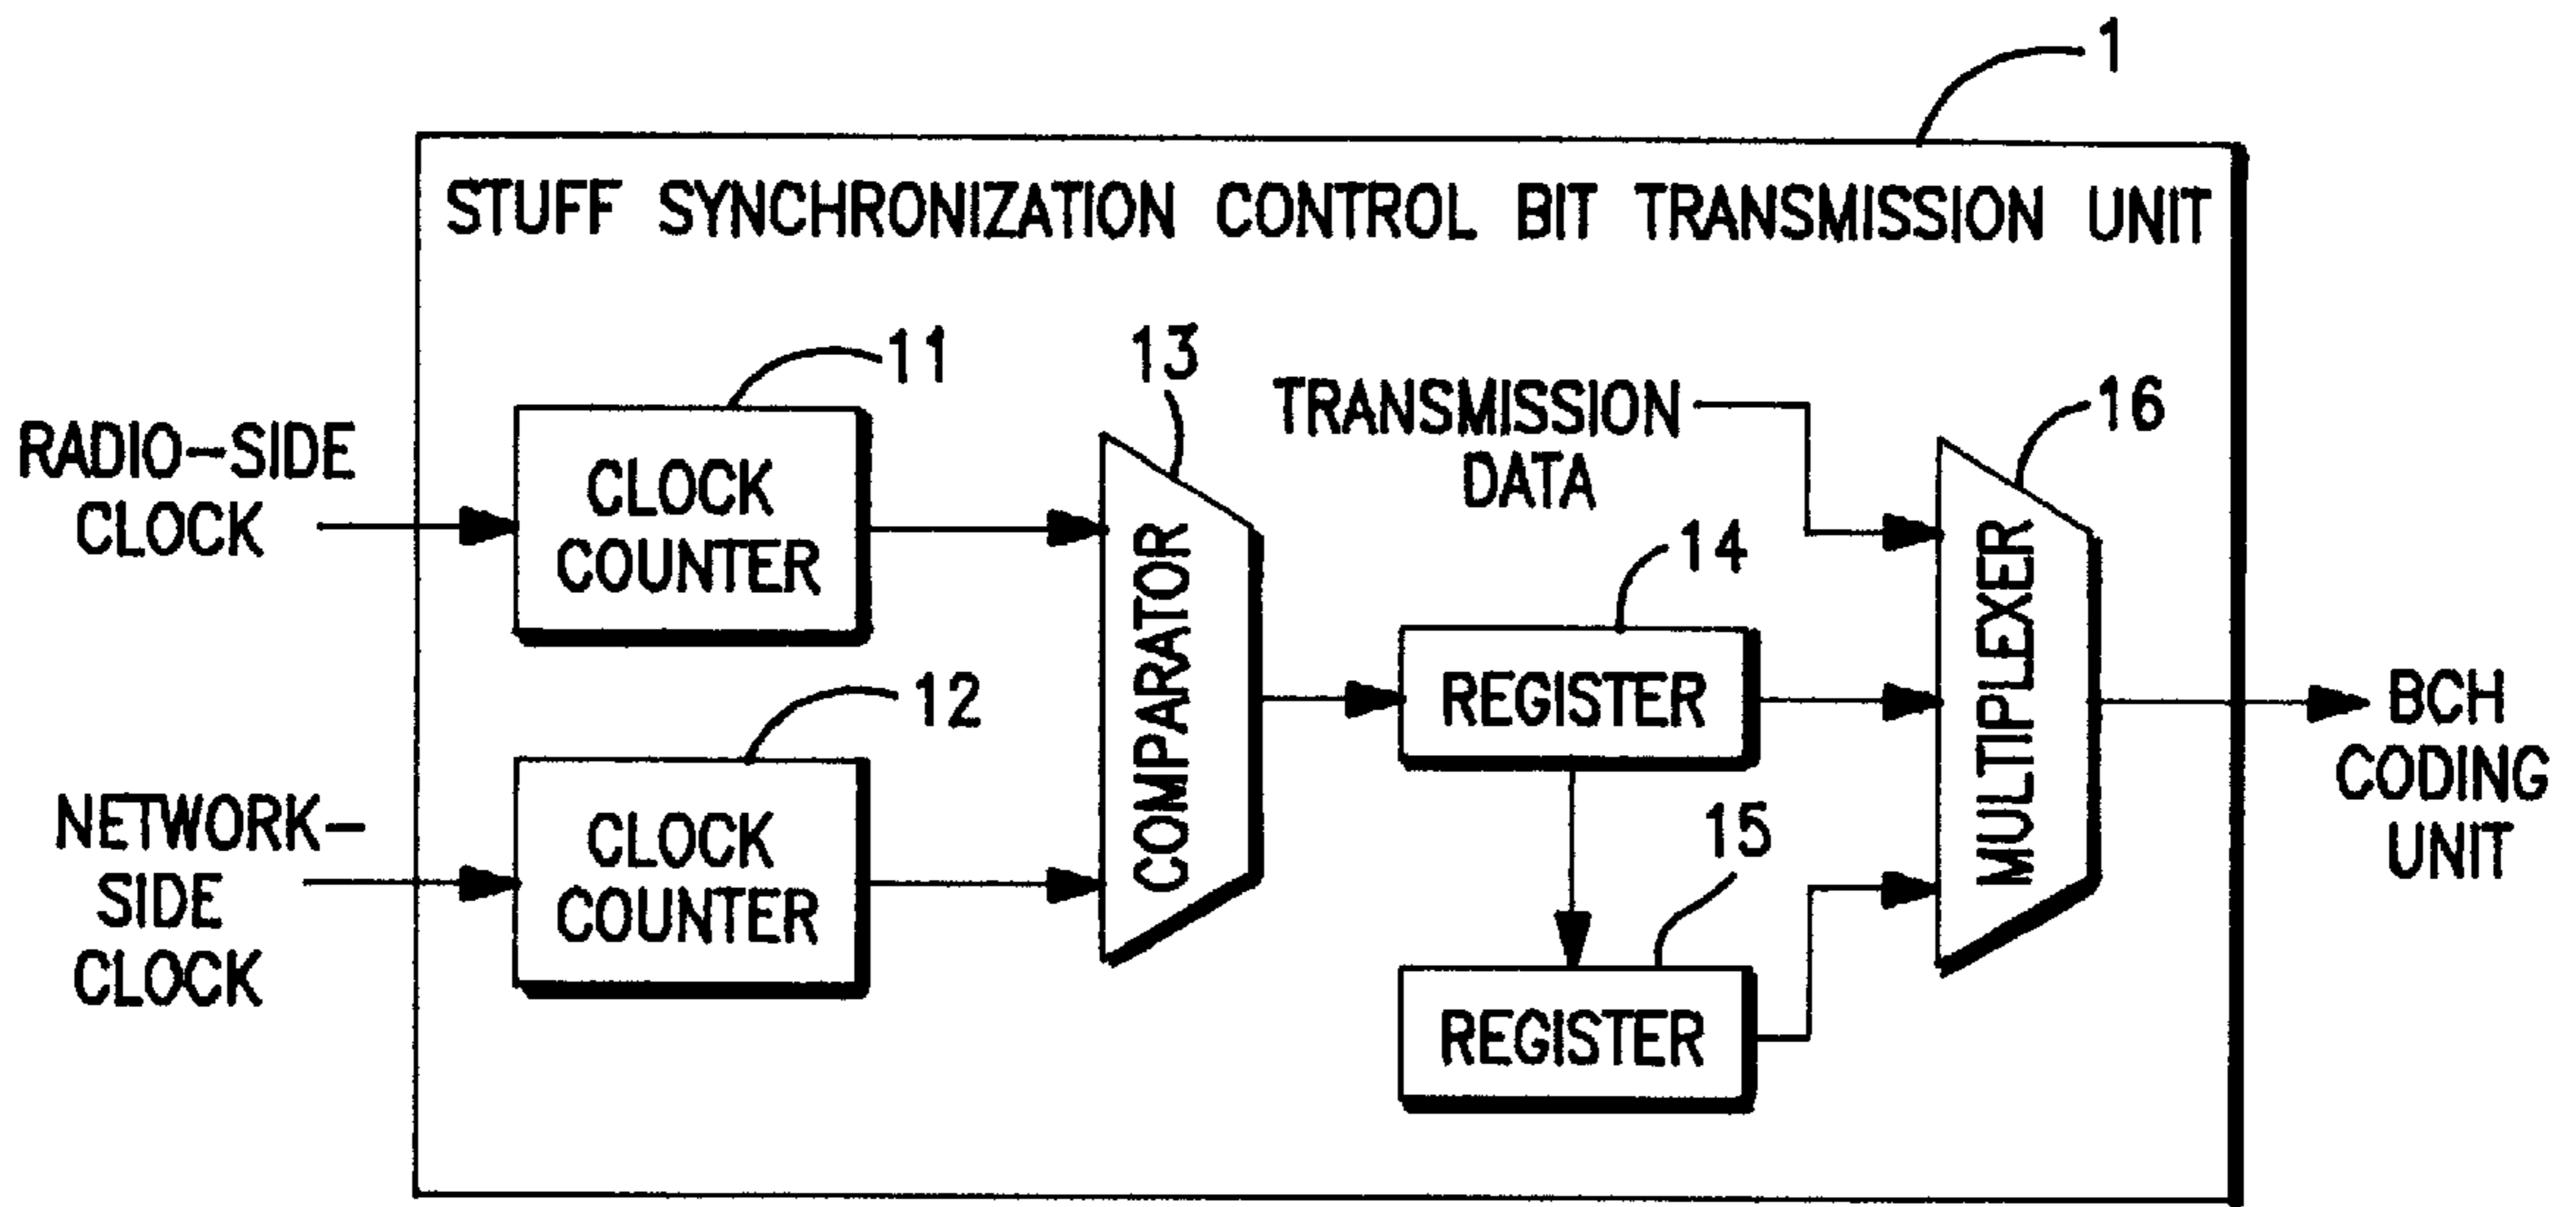 1
STUFF SYNCHRONIZATION CONTROL BIT TRANSMISSION UNIT
11
13
TRANSMISSION
DATA
16
RADIO-SIDE
CLOCK
CLOCK
COUNTER
COMPARATOR
14
REGISTER
MULTIPLEXER
12
NETWORK-
SIDE
CLOCK
CLOCK
COUNTER
15
REGISTER
BCH
CODING
UNIT